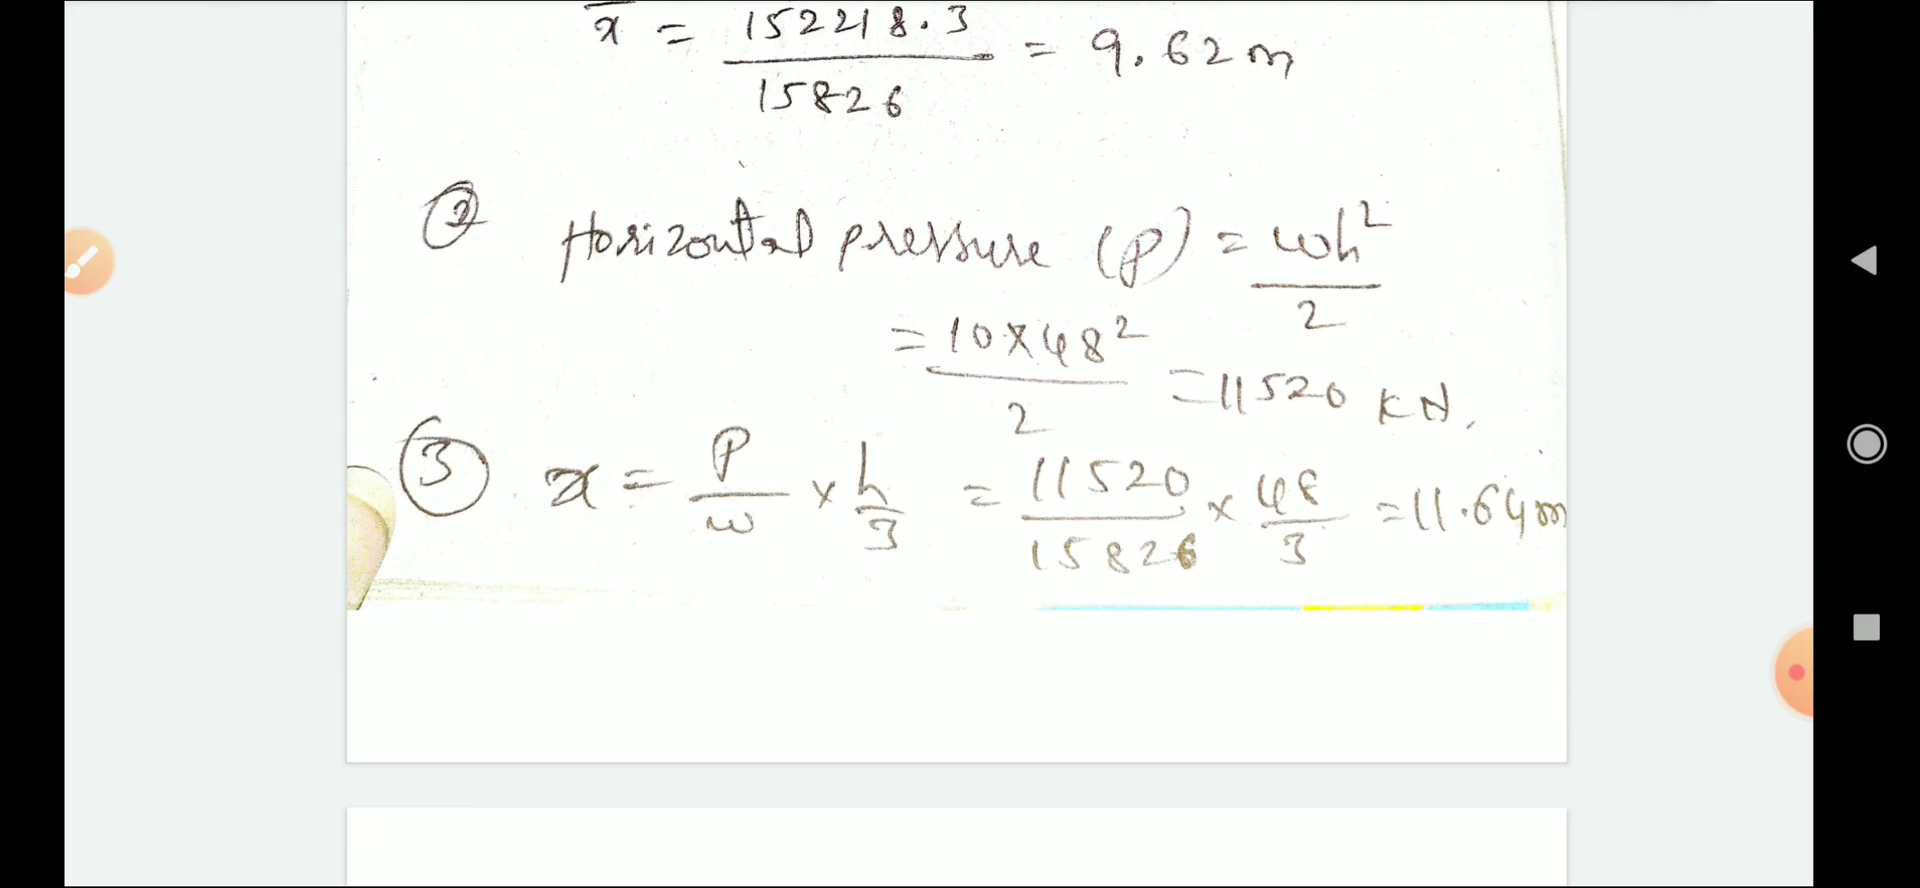 x̄ = 152218.3 / 15826 = 9.62 m
② Horizontal pressure (P) = wh² / 2
= 10 × 48² / 2 = 11520 KN.
③ x = P / w × h / 3 = 11520 / 15826 × 48 / 3 = 11.64 m